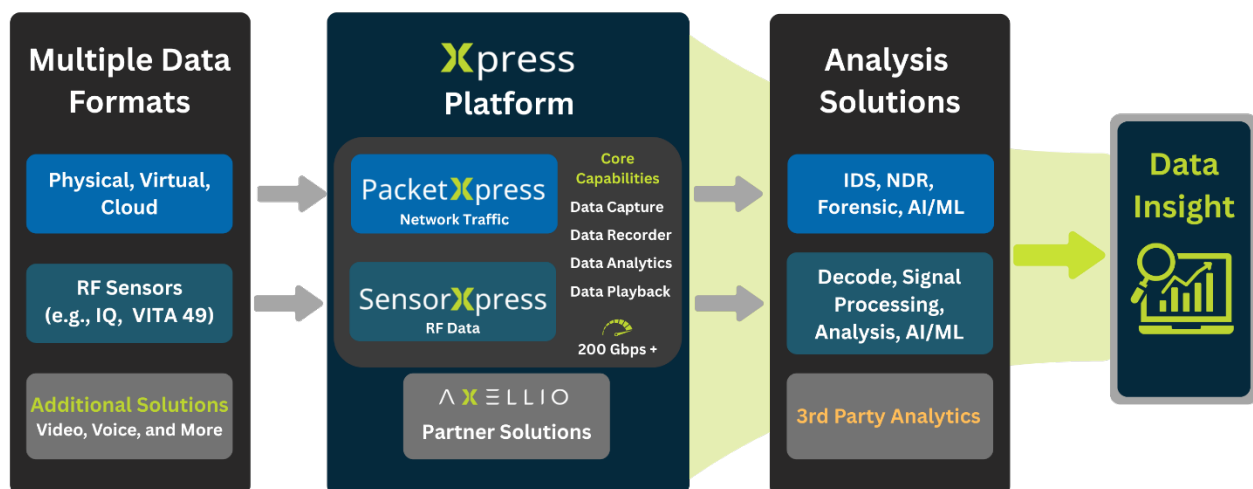 Multiple Data
Formats
Physical, Virtual,
Cloud
RF Sensors
(e.g., IQ, VITA 49)
Additional Solutions
Video, Voice, and More
Xpress
Platform
PacketXpress
Network Traffic
SensorXpress
RF Data
Core
Capabilities
Data Capture
Data Recorder
Data Analytics
Data Playback
200 Gbps +
AXELLIO
Partner Solutions
Analysis
Solutions
IDS, NDR,
Forensic, AI/ML
Decode, Signal
Processing,
Analysis, AI/ML
3rd Party Analytics
Data
Insight